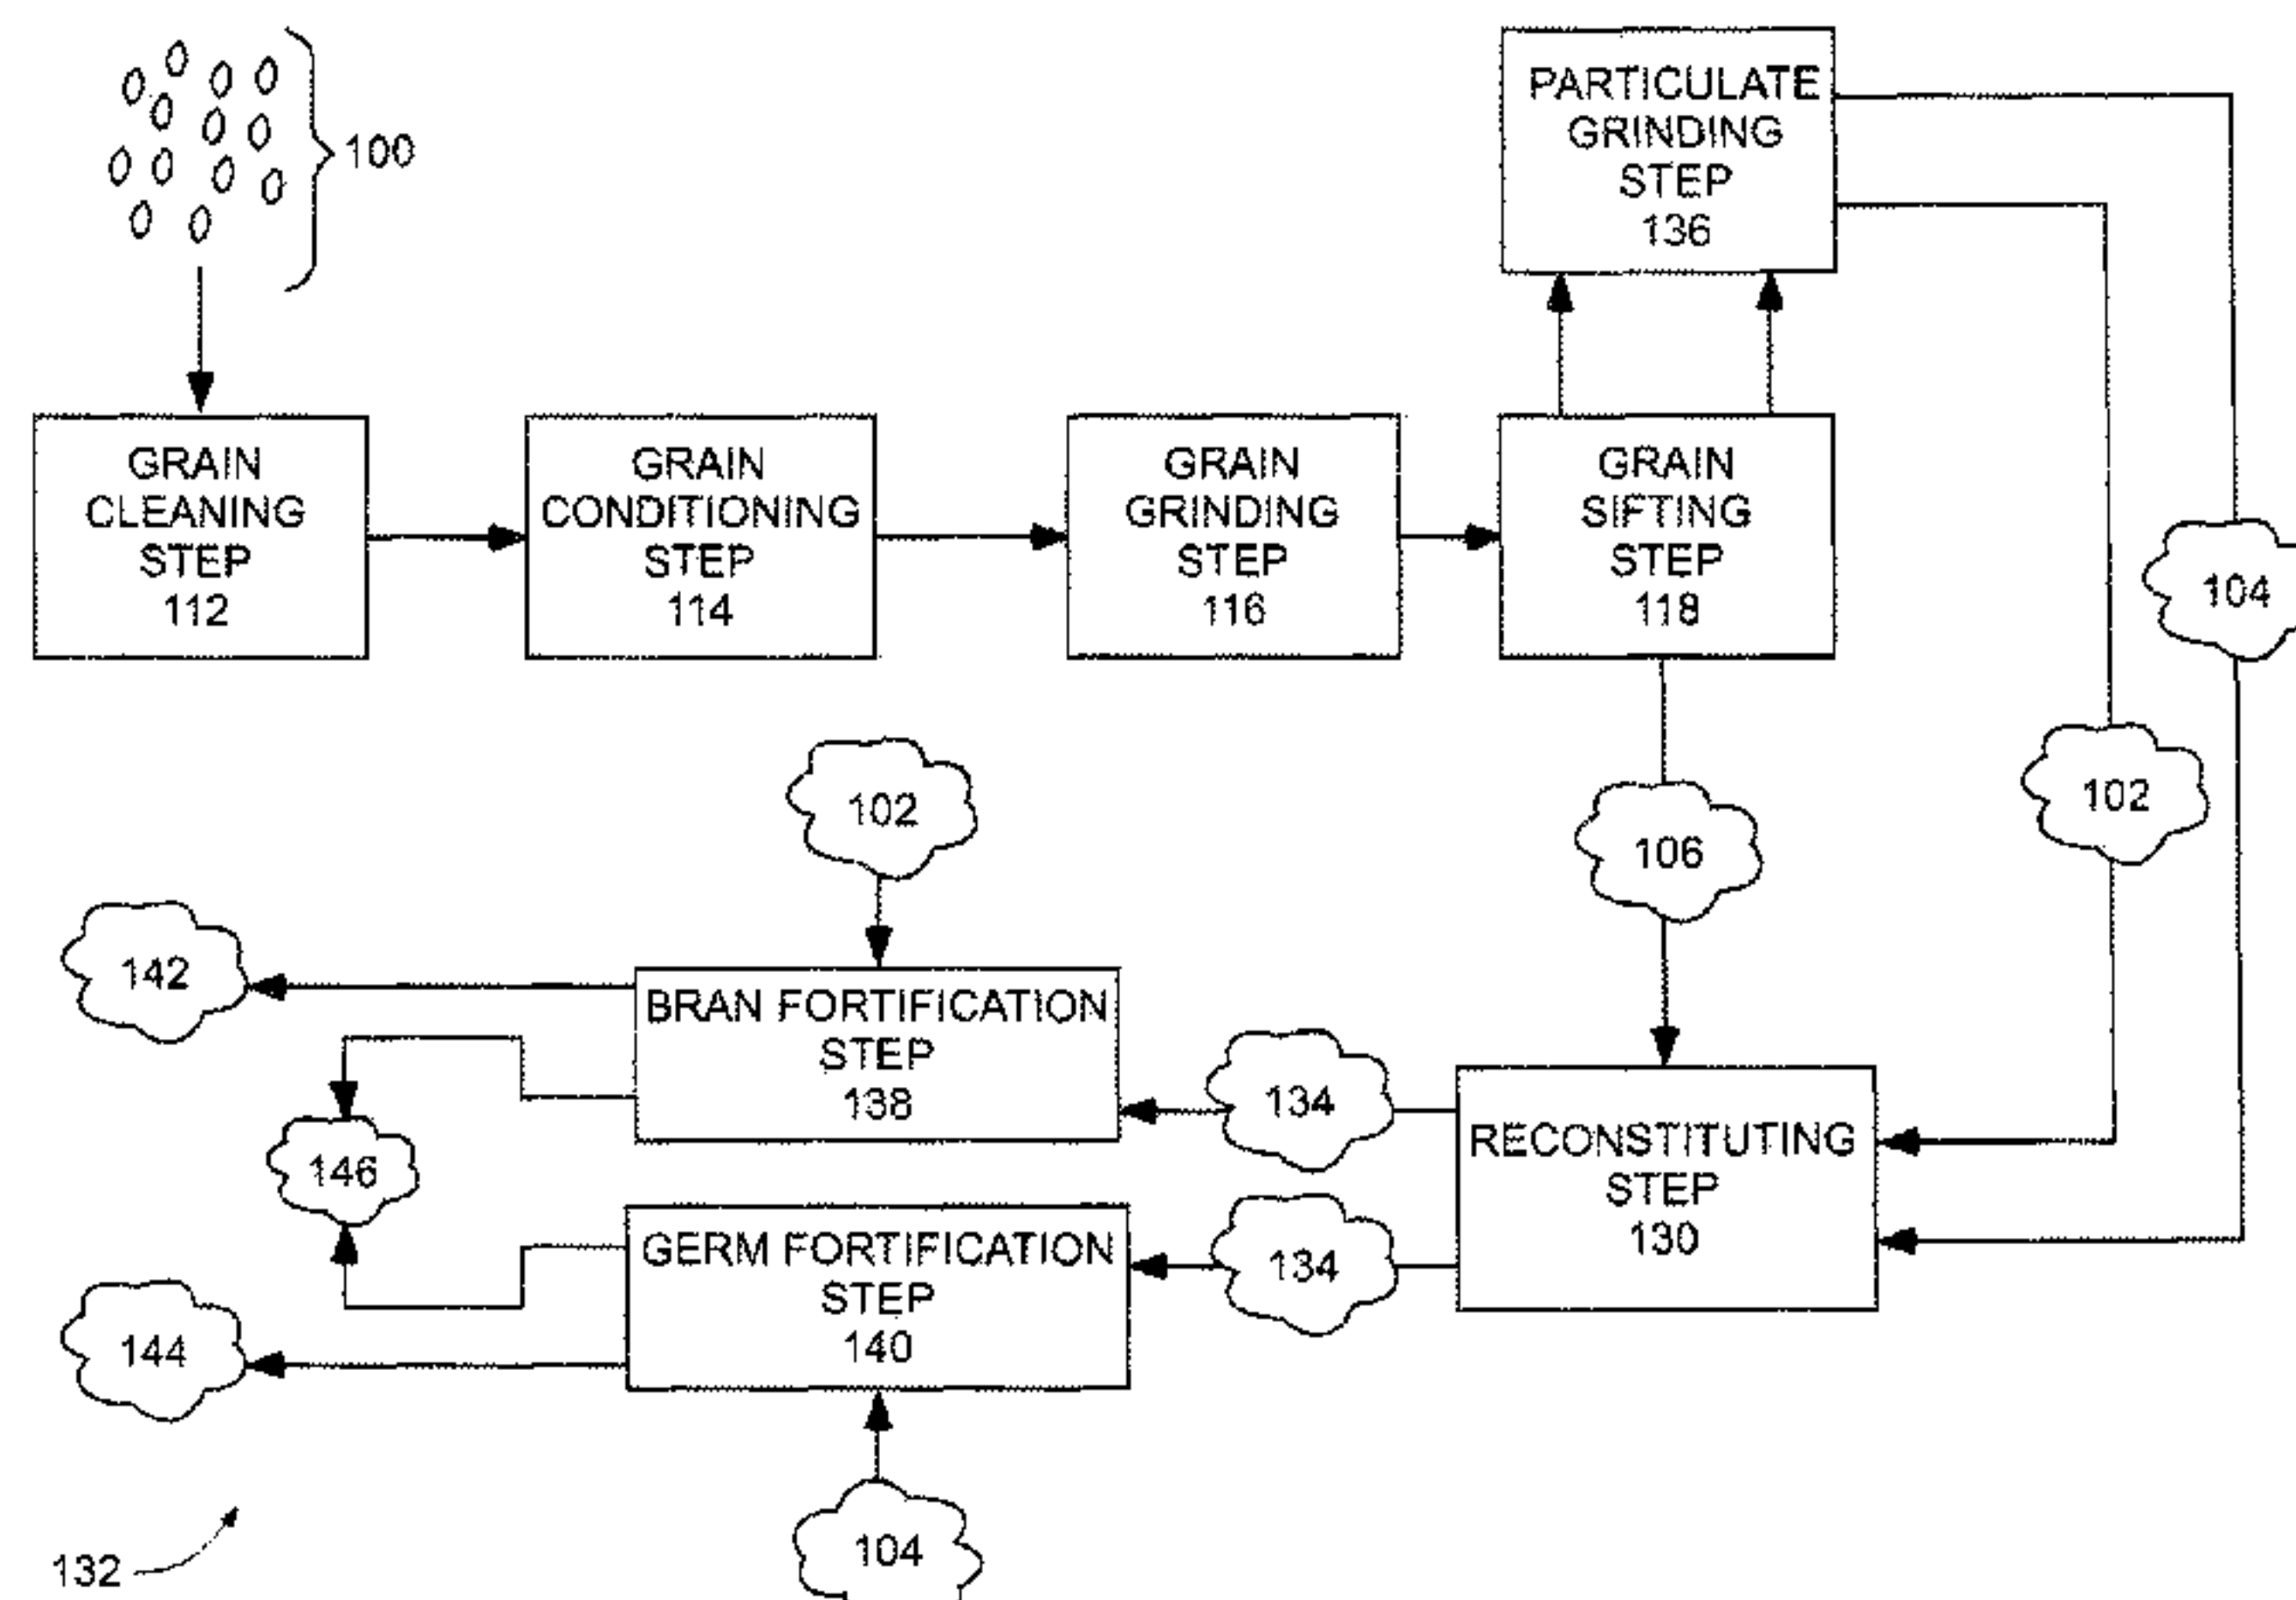 100
PARTICULATE
GRINDING
STEP
136
GRAIN
CLEANING
STEP
112
GRAIN
CONDITIONING
STEP
114
GRAIN
GRINDING
STEP
116
GRAIN
SIFTING
STEP
118
104
102
106
102
142
BRAN FORTIFICATION
STEP
138
134
RECONSTITUTING
STEP
130
146
134
GERM FORTIFICATION
STEP
140
144
104
132